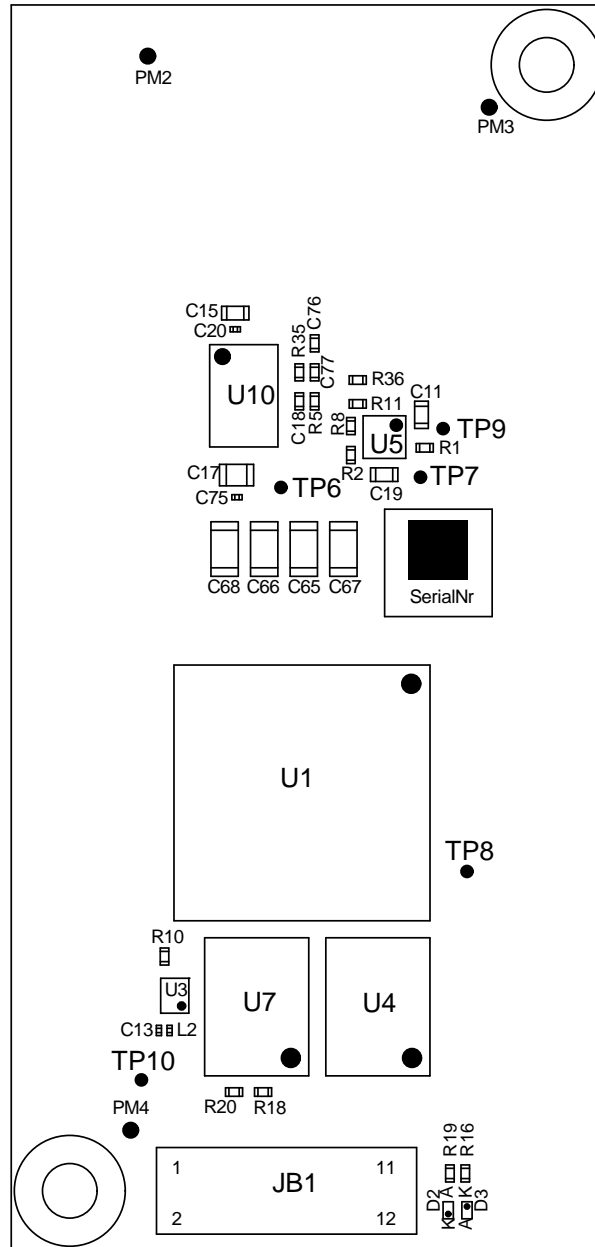 PM2
PM3
C15
C20
C76
R35
C77
U10
C18
R5
R36
R11
C11
R8
U5
TP9
R1
R2
C17
C75
TP6
C19
TP7
C68
C66
C65
C67
SerialNr
U1
TP8
R10
U3
U7
U4
C13
L2
TP10
R20
R18
PM4
1
11
JB1
2
12
R19
R16
A
K
D2
D3
K
A